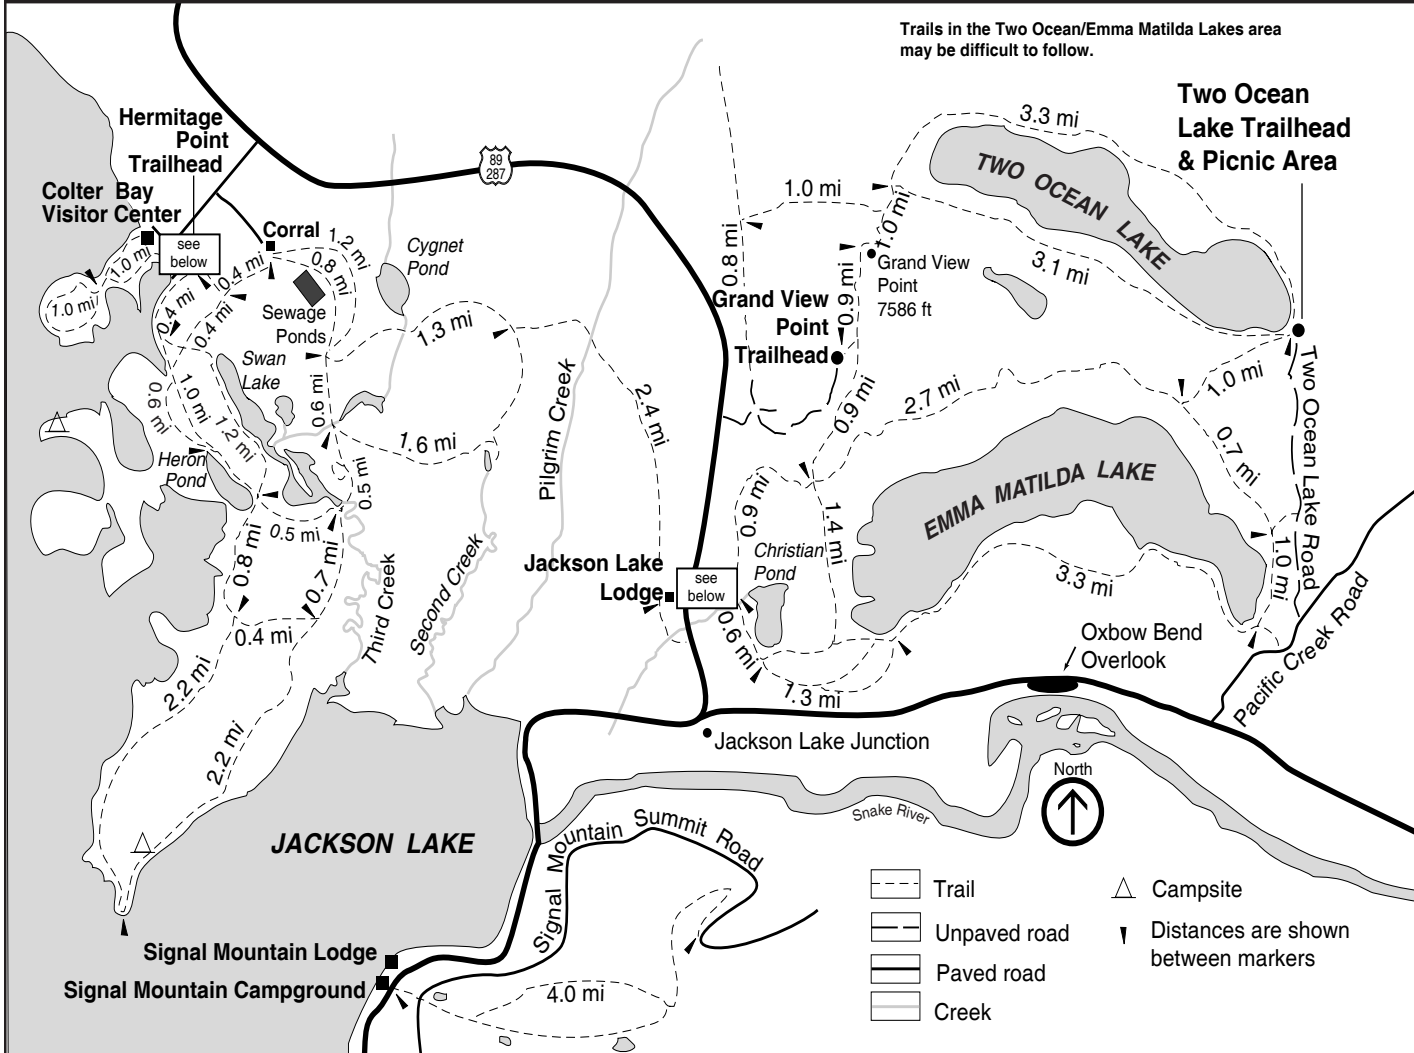 Trails in the Two Ocean/Emma Matilda Lakes area
may be difficult to follow.
Two Ocean
Lake Trailhead
& Picnic Area
Hermitage
Point
Trailhead
Colter Bay
Visitor Center
see
below
Corral
89
287
Cygnet
Pond
Sewage
Ponds
Swan
Lake
Heron
Pond
1.0 mi
1.0 mi
0.4 mi
0.4 mi
0.4 mi
1.2 mi
0.8 mi
1.3 mi
0.6 mi
0.6 mi
1.0 mi
1.2 mi
1.6 mi
0.5 mi
0.5 mi
0.8 mi
0.7 mi
0.4 mi
2.2 mi
2.2 mi
Third Creek
Second Creek
Pilgrim Creek
2.4 mi
3.3 mi
TWO OCEAN LAKE
1.0 mi
1.0 mi
0.8 mi
0.9 mi
3.1 mi
Grand View
Point
7586 ft
Grand View
Point
Trailhead
0.9 mi
2.7 mi
1.0 mi
0.7 mi
Two Ocean Lake Road
EMMA MATILDA LAKE
0.9 mi
1.4 mi
Christian
Pond
Jackson Lake
Lodge
see
below
0.6 mi
1.3 mi
3.3 mi
1.0 mi
Oxbow Bend
Overlook
Pacific Creek Road
Jackson Lake Junction
North
Snake River
JACKSON LAKE
Signal Mountain Summit Road
Signal Mountain Lodge
Signal Mountain Campground
4.0 mi
Trail
Unpaved road
Paved road
Creek
Campsite
Distances are shown
between markers